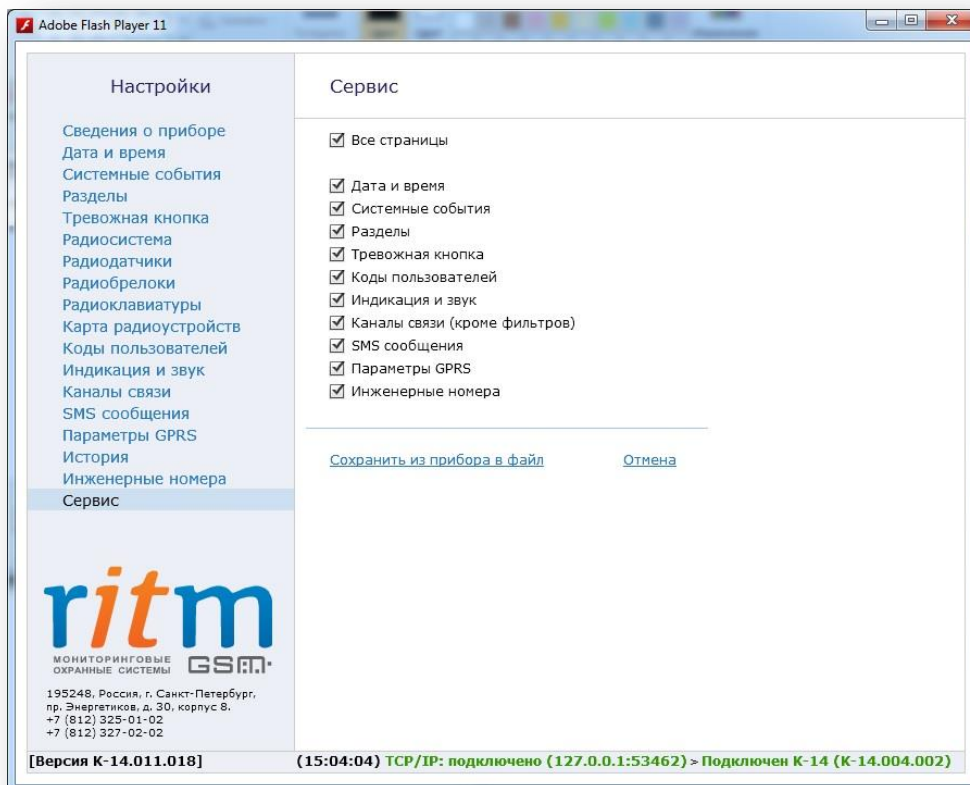 Adobe Flash Player 11
Настройки
Сведения о приборе
Дата и время
Системные события
Разделы
Тревожная кнопка
Радиосистема
Радиодатчики
Радиобрелоки
Радиоклавиатуры
Карта радиоустройств
Коды пользователей
Индикация и звук
Каналы связи
SMS сообщения
Параметры GPRS
История
Инженерные номера
Сервис
ritm
МОНИТОРИНГОВЫЕ
ОХРАННЫЕ СИСТЕМЫ
GSM
195248, Россия, г. Санкт-Петербург,
пр. Энергетиков, д. 30, корпус 8.
+7 (812) 325-01-02
+7 (812) 327-02-02
Сервис
Все страницы
Дата и время
Системные события
Разделы
Тревожная кнопка
Коды пользователей
Индикация и звук
Каналы связи (кроме фильтров)
SMS сообщения
Параметры GPRS
Инженерные номера
Сохранить из прибора в файл
Отмена
[Версия К-14.011.018]
(15:04:04) TCP/IP: подключено (127.0.0.1:53462) > Подключен К-14 (К-14.004.002)